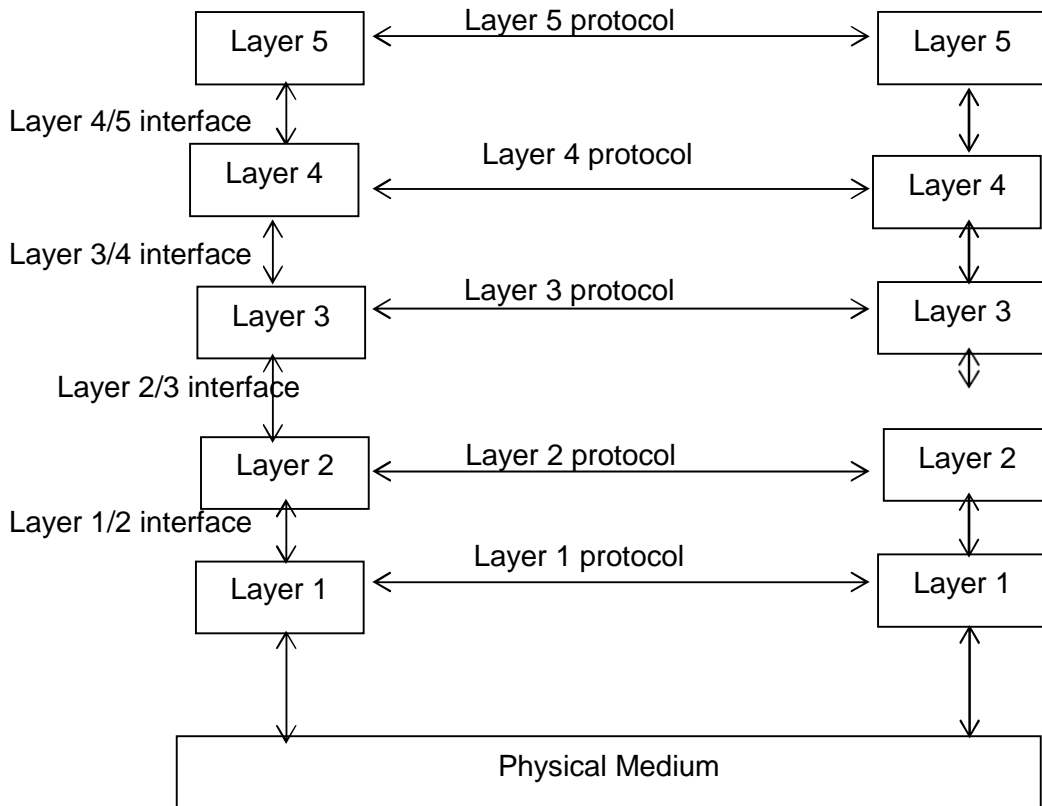 Layer 5 protocol
Layer 5
Layer 5
Layer 4/5 interface
Layer 4 protocol
Layer 4
Layer 4
Layer 3/4 interface
Layer 3 protocol
Layer 3
Layer 3
Layer 2/3 interface
Layer 2 protocol
Layer 2
Layer 2
Layer 1/2 interface
Layer 1 protocol
Layer 1
Layer 1
Physical Medium